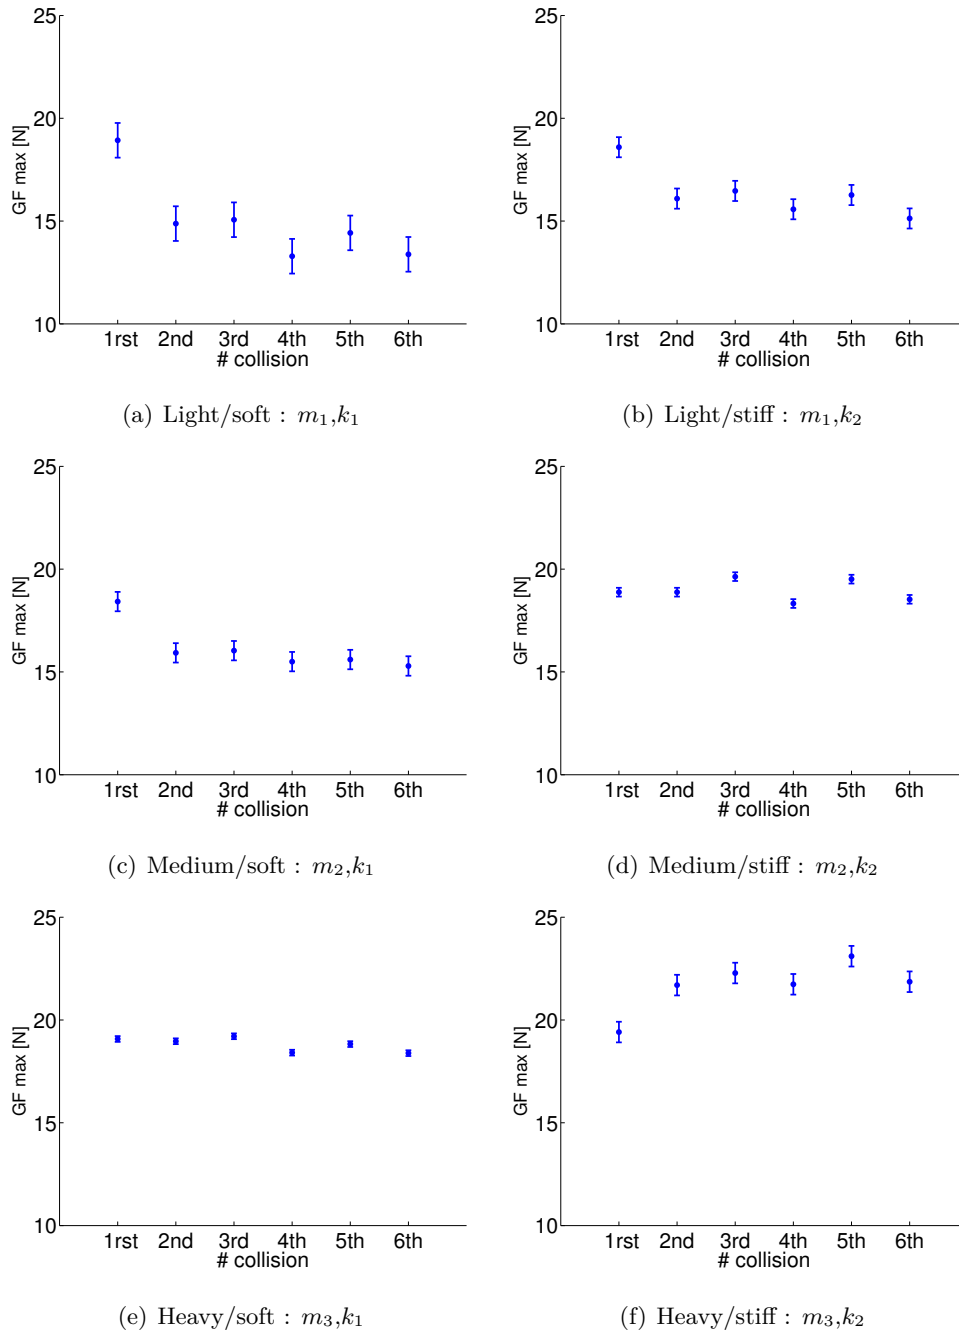 25
20
15
10
GF max [N]
1rst 2nd 3rd 4th 5th 6th
# collision
(a) Light/soft : m₁,k₁
25
20
15
10
GF max [N]
1rst 2nd 3rd 4th 5th 6th
# collision
(b) Light/stiff : m₁,k₂
25
20
15
10
GF max [N]
1rst 2nd 3rd 4th 5th 6th
# collision
(c) Medium/soft : m₂,k₁
25
20
15
10
GF max [N]
1rst 2nd 3rd 4th 5th 6th
# collision
(d) Medium/stiff : m₂,k₂
25
20
15
10
GF max [N]
1rst 2nd 3rd 4th 5th 6th
# collision
(e) Heavy/soft : m₃,k₁
25
20
15
10
GF max [N]
1rst 2nd 3rd 4th 5th 6th
# collision
(f) Heavy/stiff : m₃,k₂